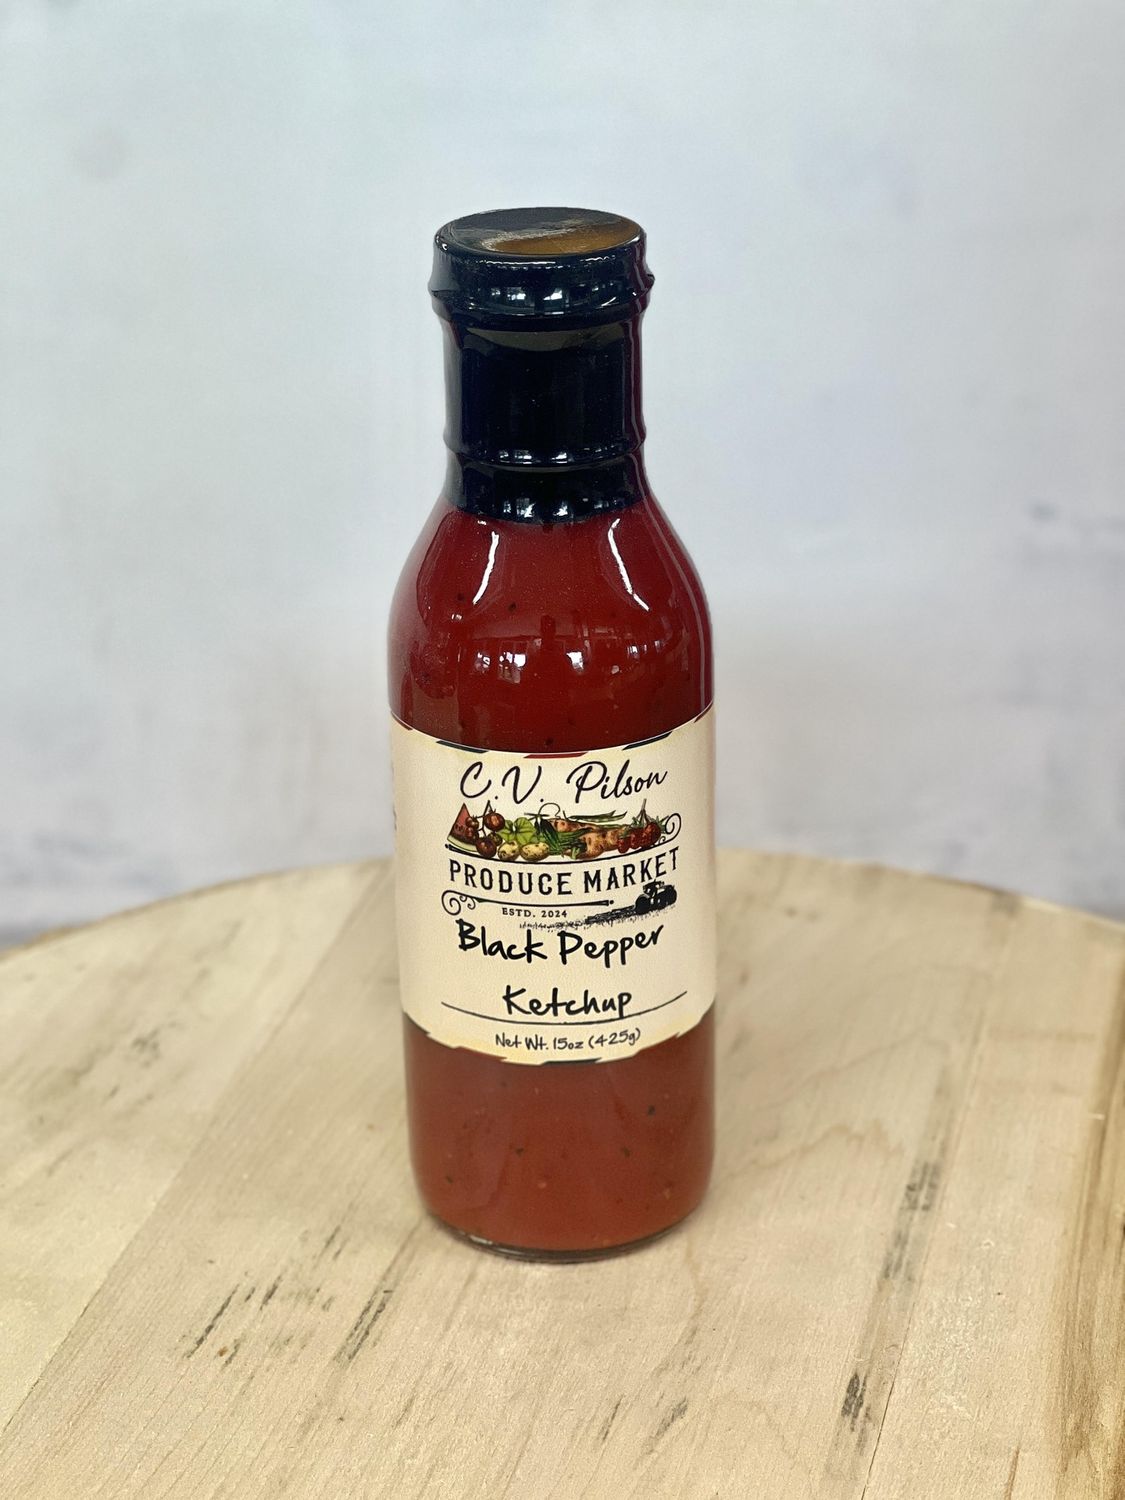 C.V. Pilson
PRODUCE MARKET
ESTD. 2024
Black Pepper
Ketchup
Net Wt. 15oz (425g)